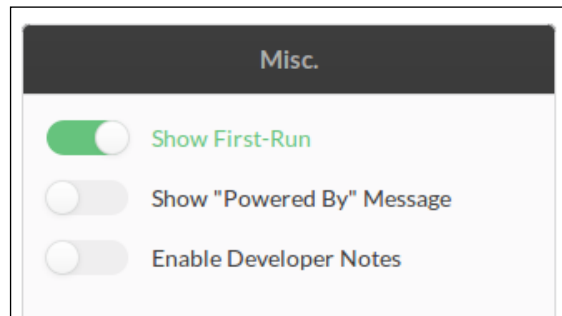 Misc.
Show First-Run
Show "Powered By" Message
Enable Developer Notes